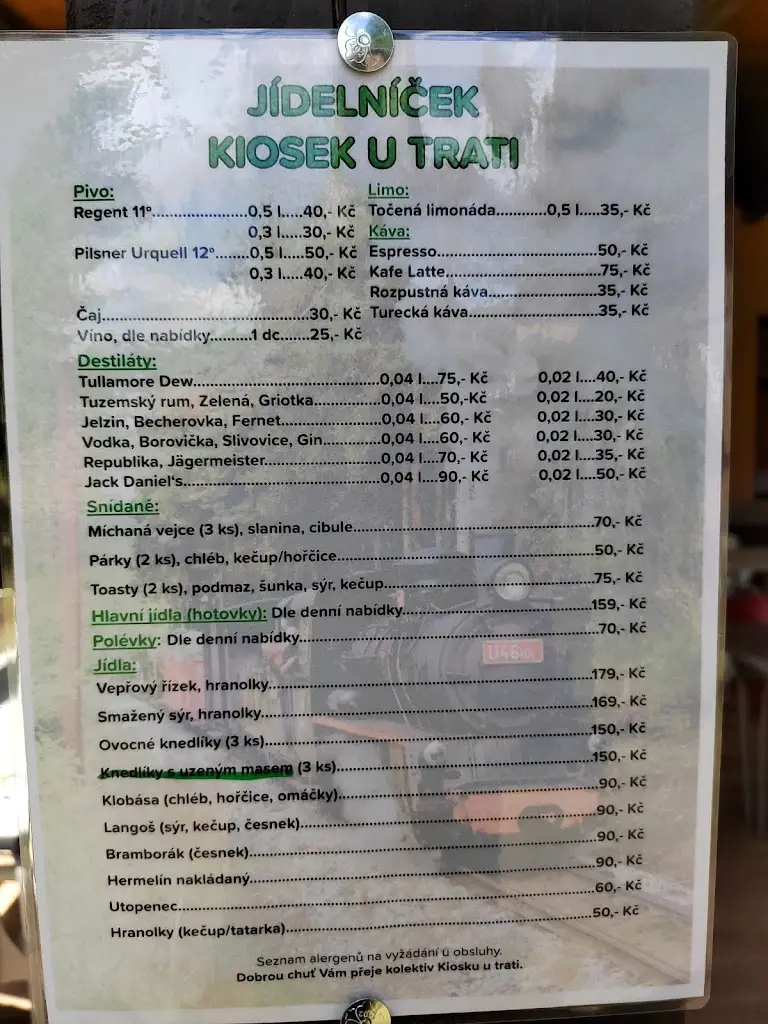 JÍDELNÍČEK
KIOSEK U TRATI
Pivo:
Regent 11°.....................0,5 l.....40,- Kč
0,3 l.....30,- Kč
Pilsner Urquell 12°........0,5 l.....50,- Kč
0,3 l.....40,- Kč
Čaj..............................................30,- Kč
Víno, dle nabídky.........1 dc.......25,- Kč
Limo:
Točená limonáda...........0,5 l.....35,- Kč
Káva:
Espresso...................................50,- Kč
Kafe Latte.................................75,- Kč
Rozpustná káva........................35,- Kč
Turecká káva............................35,- Kč
Destiláty:
Tullamore Dew.........................................0,04 l....75,- Kč 0,02 l....40,- Kč
Tuzemský rum, Zelená, Griotka...............0,04 l....50,-Kč 0,02 l....20,- Kč
Jelzin, Becherovka, Fernet......................0,04 l....60,- Kč 0,02 l....30,- Kč
Vodka, Borovička, Slivovice, Gin.............0,04 l....60,- Kč 0,02 l....30,- Kč
Republika, Jägermeister..........................0,04 l....70,- Kč 0,02 l....35,- Kč
Jack Daniel's............................................0,04 l....90,- Kč 0,02 l....50,- Kč
Snídaně:
Míchaná vejce (3 ks), slanina, cibule......................................................70,- Kč
Párky (2 ks), chléb, kečup/hořčice..........................................................50,- Kč
Toasty (2 ks), podmaz, šunka, sýr, kečup...............................................75,- Kč
Hlavní jídla (hotovky): Dle denní nabídky..........................................159,- Kč
Polévky: Dle denní nabídky..................................................................70,- Kč
Jídla:
Vepřový řízek, hranolky.......................................................................179,- Kč
Smažený sýr, hranolky.........................................................................169,- Kč
Ovocné knedlíky (3 ks).........................................................................150,- Kč
Knedlíky s uzeným masem (3 ks).........................................................150,- Kč
Klobása (chléb, hořčice, omáčky)..........................................................90,- Kč
Langoš (sýr, kečup, česnek)..................................................................90,- Kč
Bramborák (česnek)..............................................................................90,- Kč
Hermelín nakládaný..............................................................................90,- Kč
Utopenec..............................................................................................60,- Kč
Hranolky (kečup/tatarka)......................................................................50,- Kč
Seznam alergenů na vyžádání u obsluhy.
Dobrou chuť Vám přeje kolektiv Kiosku u trati.